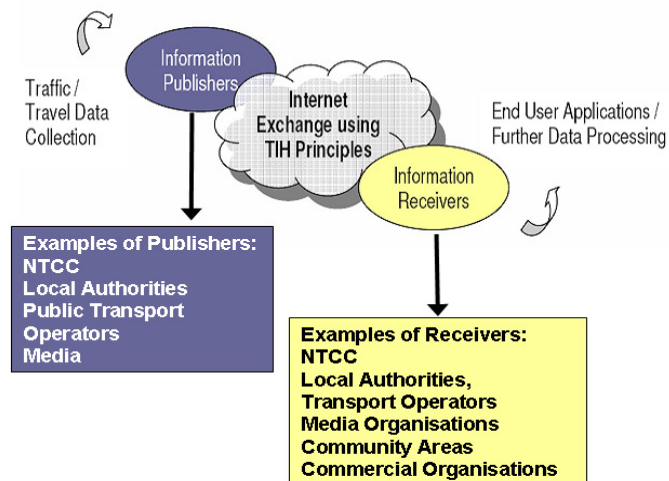 Information
Publishers
Traffic /
Travel Data
Collection
Internet
Exchange using
TIH Principles
End User Applications /
Further Data Processing
Information
Receivers
Examples of Publishers:
NTCC
Local Authorities
Public Transport
Operators
Media
Examples of Receivers:
NTCC
Local Authorities,
Transport Operators
Media Organisations
Community Areas
Commercial Organisations